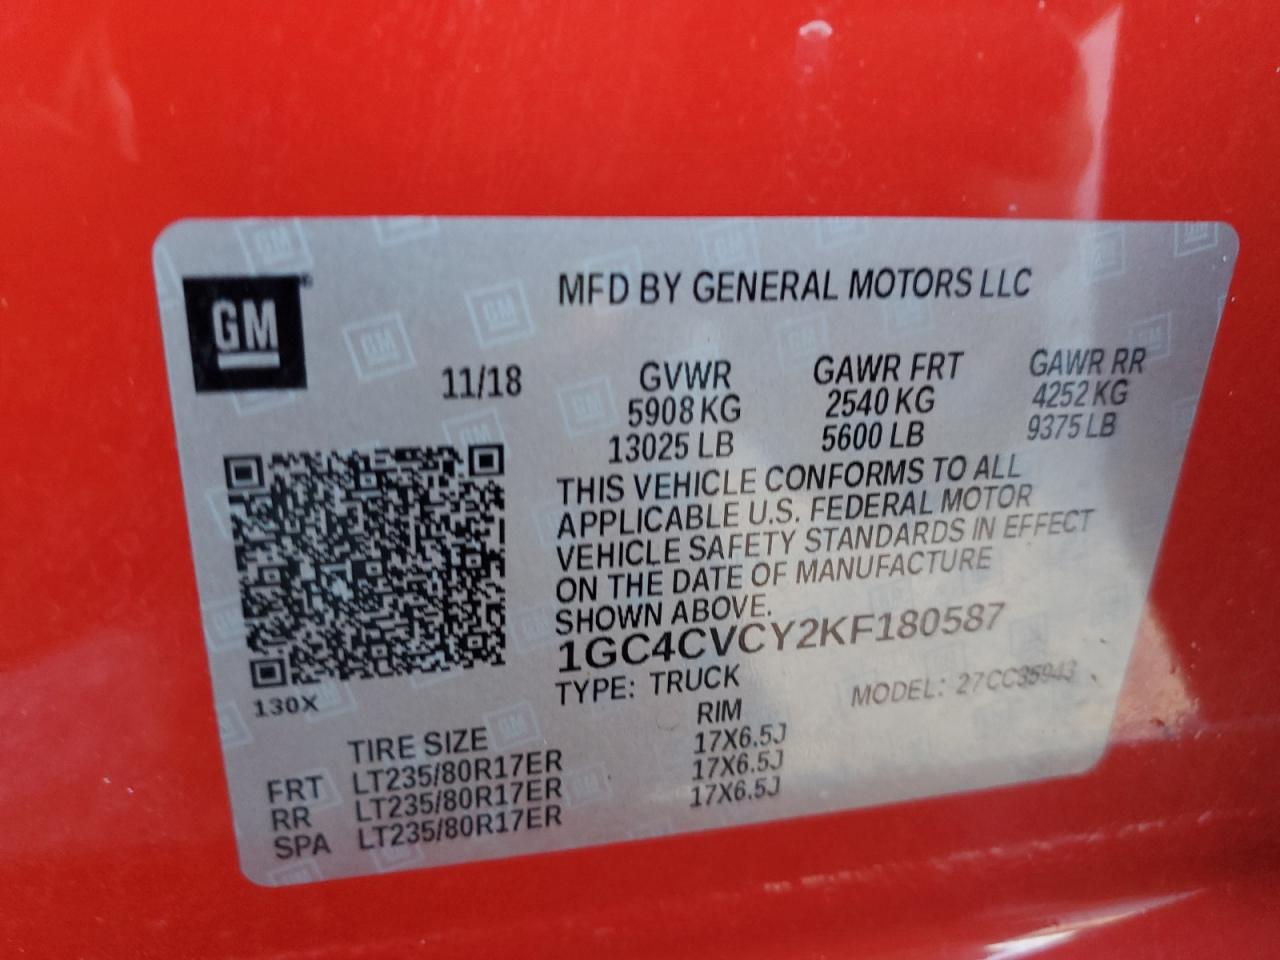 GM
MFD BY GENERAL MOTORS LLC
11/18
GVWR GAWR FRT GAWR RR
5908 KG 2540 KG 4252 KG
13025 LB 5600 LB 9375 LB
THIS VEHICLE CONFORMS TO ALL
APPLICABLE U.S. FEDERAL MOTOR
VEHICLE SAFETY STANDARDS IN EFFECT
ON THE DATE OF MANUFACTURE
SHOWN ABOVE.
1GC4CVCY2KF180587
TYPE: TRUCK MODEL: 27CC35943
130X
TIRE SIZE RIM
FRT LT235/80R17ER 17X6.5J
RR LT235/80R17ER 17X6.5J
SPA LT235/80R17ER 17X6.5J